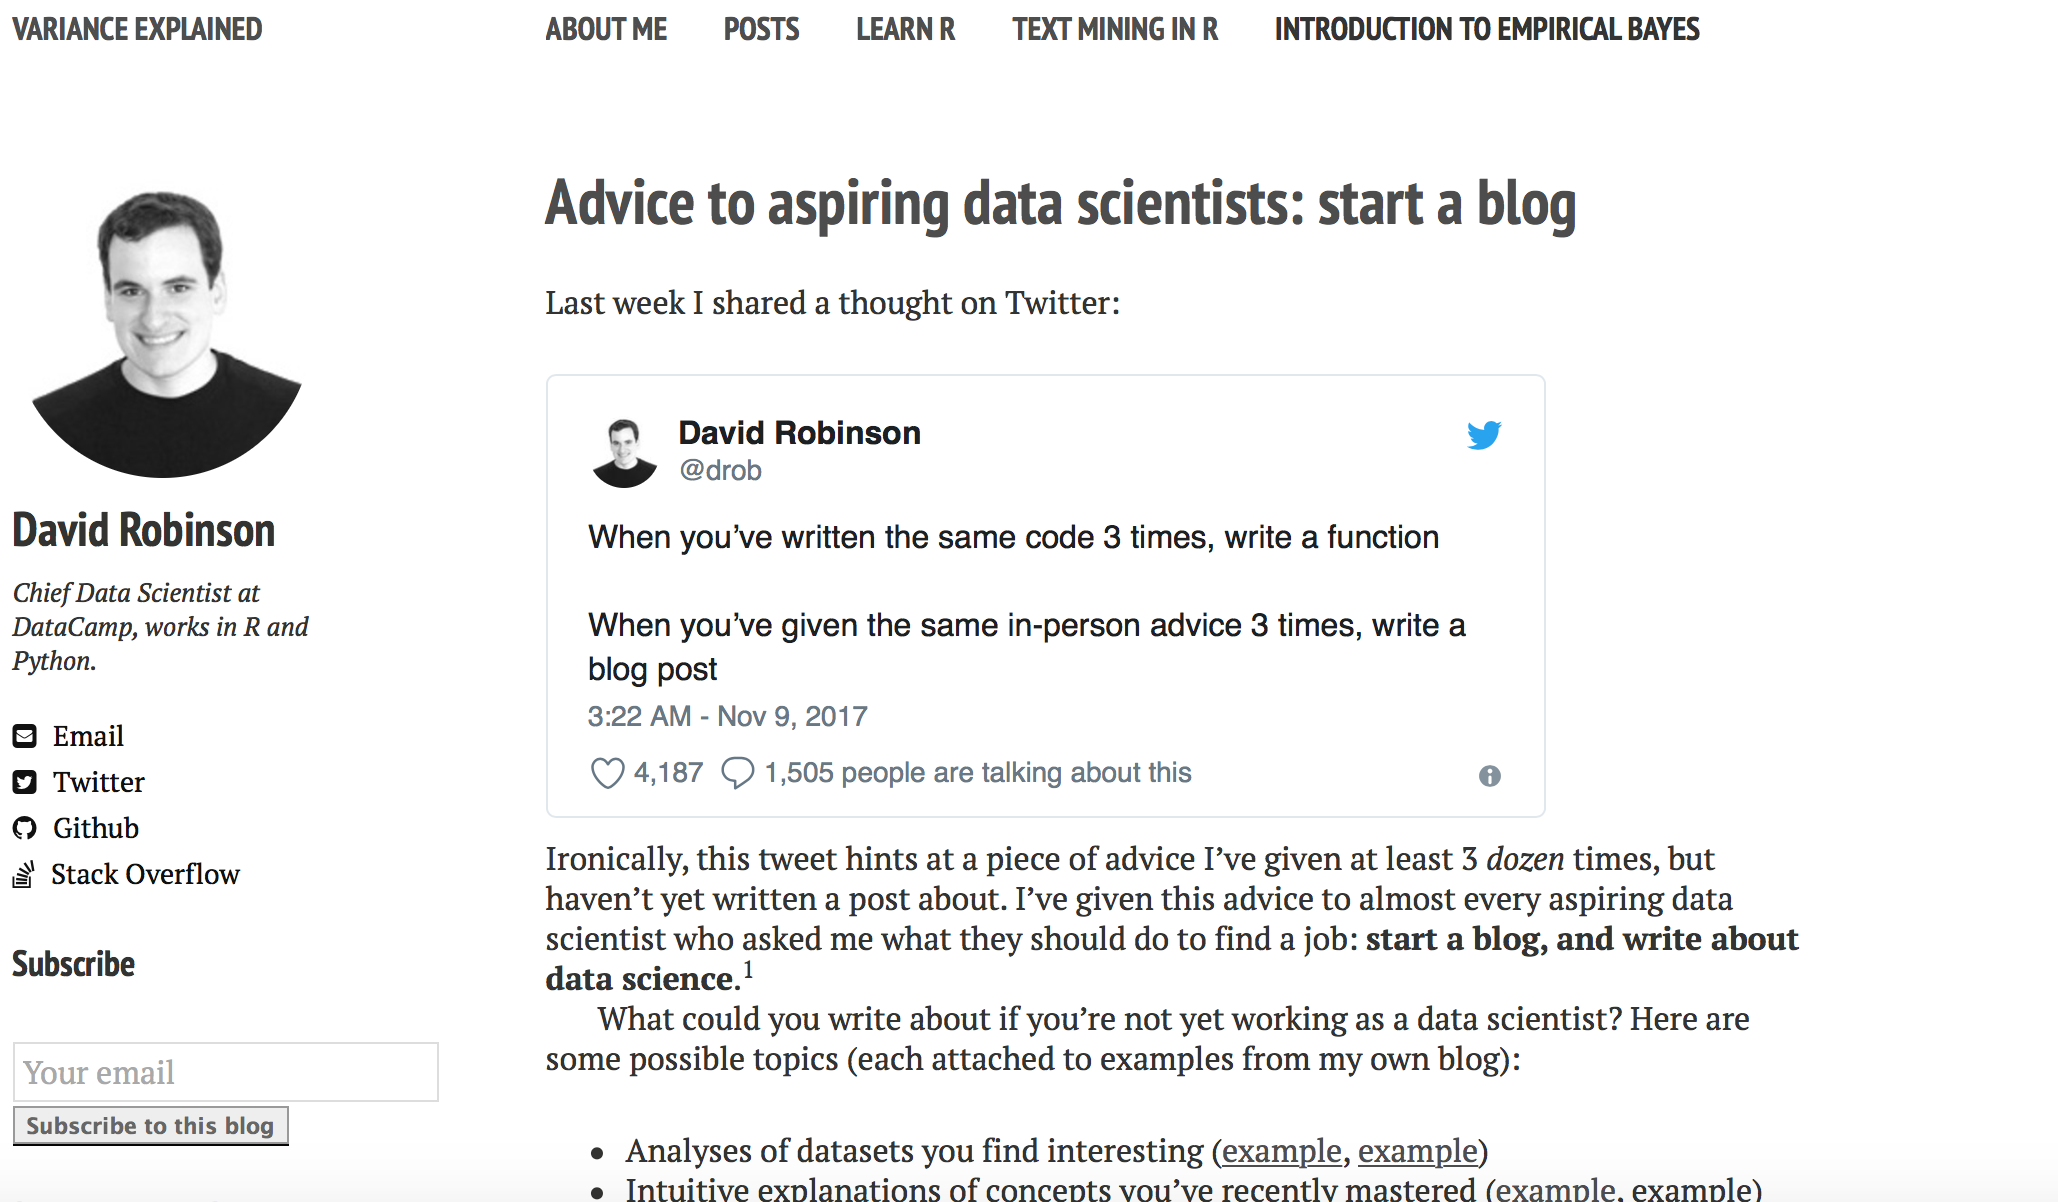 VARIANCE EXPLAINED
ABOUT ME
POSTS
LEARN R
TEXT MINING IN R
INTRODUCTION TO EMPIRICAL BAYES
David Robinson
Chief Data Scientist at
DataCamp, works in R and
Python.
Email
Twitter
Github
Stack Overflow
Subscribe
Your email
Subscribe to this blog
Advice to aspiring data scientists: start a blog
Last week I shared a thought on Twitter:
David Robinson
@drob
When you’ve written the same code 3 times, write a function
When you’ve given the same in-person advice 3 times, write a
blog post
3:22 AM - Nov 9, 2017
4,187 1,505 people are talking about this
Ironically, this tweet hints at a piece of advice I’ve given at least 3 dozen times, but
haven’t yet written a post about. I’ve given this advice to almost every aspiring data
scientist who asked me what they should do to find a job: start a blog, and write about
data science.1
What could you write about if you’re not yet working as a data scientist? Here are
some possible topics (each attached to examples from my own blog):
• Analyses of datasets you find interesting (example, example)
• Intuitive explanations of concepts you’ve recently mastered (example, example)